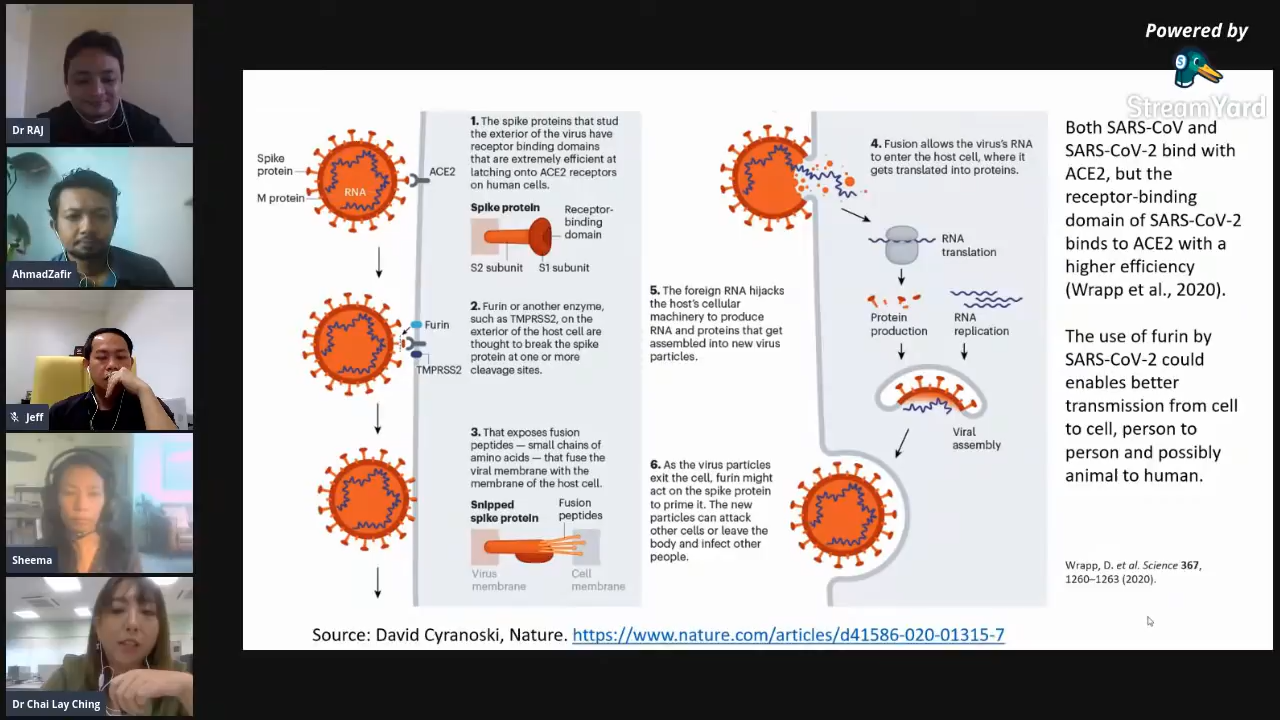 Powered by
StreamYard
Dr RAJ
AhmadZafir
Jeff
Sheema
Dr Chai Lay Ching
Spike
protein
M protein
RNA
ACE2
1. The spike proteins that stud
the exterior of the virus have
receptor binding domains
that are extremely efficient at
latching onto ACE2 receptors
on human cells.
Spike protein
Receptor-
binding
domain
S2 subunit
S1 subunit
Furin
TMPRSS2
2. Furin or another enzyme,
such as TMPRSS2, on the
exterior of the host cell are
thought to break the spike
protein at one or more
cleavage sites.
3. That exposes fusion
peptides — small chains of
amino acids — that fuse the
viral membrane with the
membrane of the host cell.
Snipped
spike protein
Fusion
peptides
Virus
membrane
Cell
membrane
4. Fusion allows the virus's RNA
to enter the host cell, where it
gets translated into proteins.
RNA
translation
5. The foreign RNA hijacks
the host's cellular
machinery to produce
RNA and proteins that get
assembled into new virus
particles.
Protein
production
RNA
replication
Viral
assembly
6. As the virus particles
exit the cell, furin might
act on the spike protein
to prime it. The new
particles can attack
other cells or leave the
body and infect other
people.
Both SARS-CoV and
SARS-CoV-2 bind with
ACE2, but the
receptor-binding
domain of SARS-CoV-2
binds to ACE2 with a
higher efficiency
(Wrapp et al., 2020).
The use of furin by
SARS-CoV-2 could
enables better
transmission from cell
to cell, person to
person and possibly
animal to human.
Wrapp, D. et al. Science 367,
1260–1263 (2020).
Source: David Cyranoski, Nature. https://www.nature.com/articles/d41586-020-01315-7